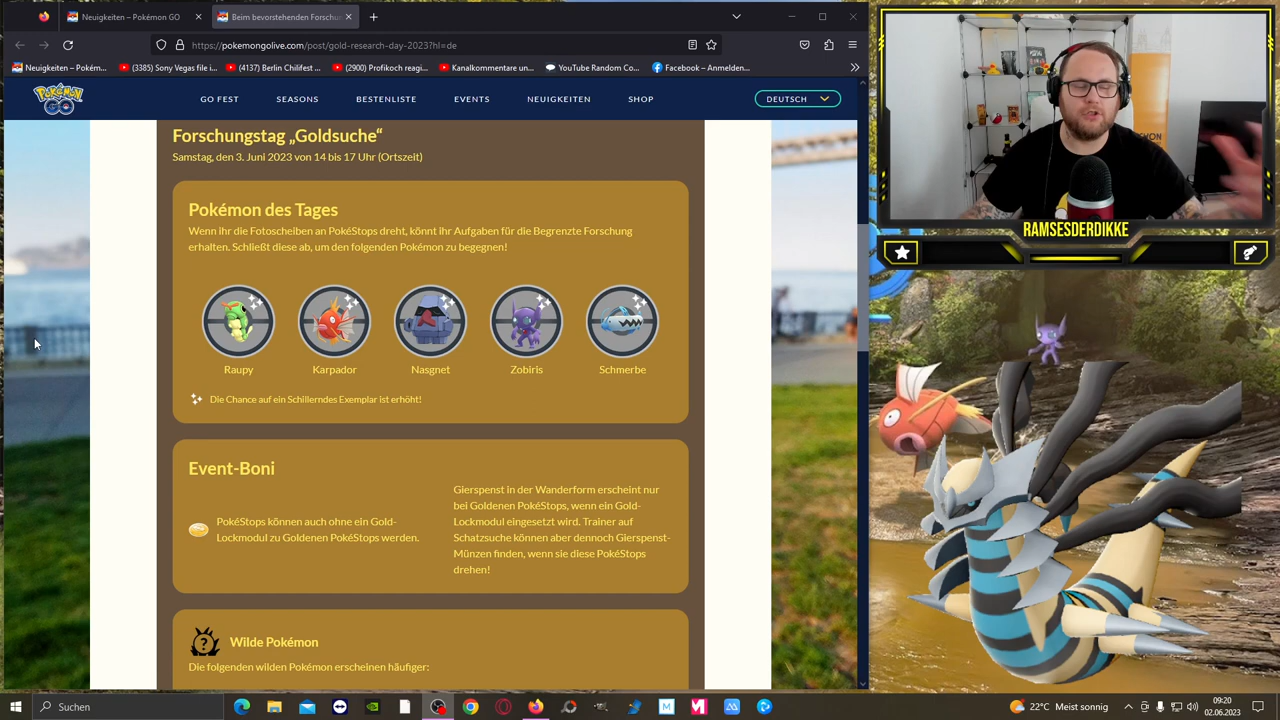 Neuigkeiten – Pokémon GO
Beim bevorstehenden Forschu
https://pokemongolive.com/post/gold-research-day-2023?hl=de
Neuigkeiten – Pokém...
(3385) Sony Vegas file i...
(4137) Berlin Chillfest ...
(2900) Profikoch reagi...
Kanalkommentare un...
YouTube Random Co...
Facebook – Anmelden...
POKÉMON GO
GO FEST
SEASONS
BESTENLISTE
EVENTS
NEUIGKEITEN
SHOP
DEUTSCH
Forschungstag „Goldsuche“
Samstag, den 3. Juni 2023 von 14 bis 17 Uhr (Ortszeit)
Pokémon des Tages
Wenn ihr die Fotoscheiben an PokéStops dreht, könnt ihr Aufgaben für die Begrenzte Forschung
erhalten. Schließt diese ab, um den folgenden Pokémon zu begegnen!
Raupy
Karpador
Nasgnet
Zobiris
Schmerbe
Die Chance auf ein Schillerndes Exemplar ist erhöht!
Event-Boni
PokéStops können auch ohne ein Gold-
Lockmodul zu Goldenen PokéStops werden.
Gierspenst in der Wanderform erscheint nur
bei Goldenen PokéStops, wenn ein Gold-
Lockmodul eingesetzt wird. Trainer auf
Schatzsuche können aber dennoch Gierspenst-
Münzen finden, wenn sie diese PokéStops
drehen!
Wilde Pokémon
Die folgenden wilden Pokémon erscheinen häufiger:
RAMSESDERDIKKE
Suchen
22°C Meist sonnig
09:20
02.06.2023